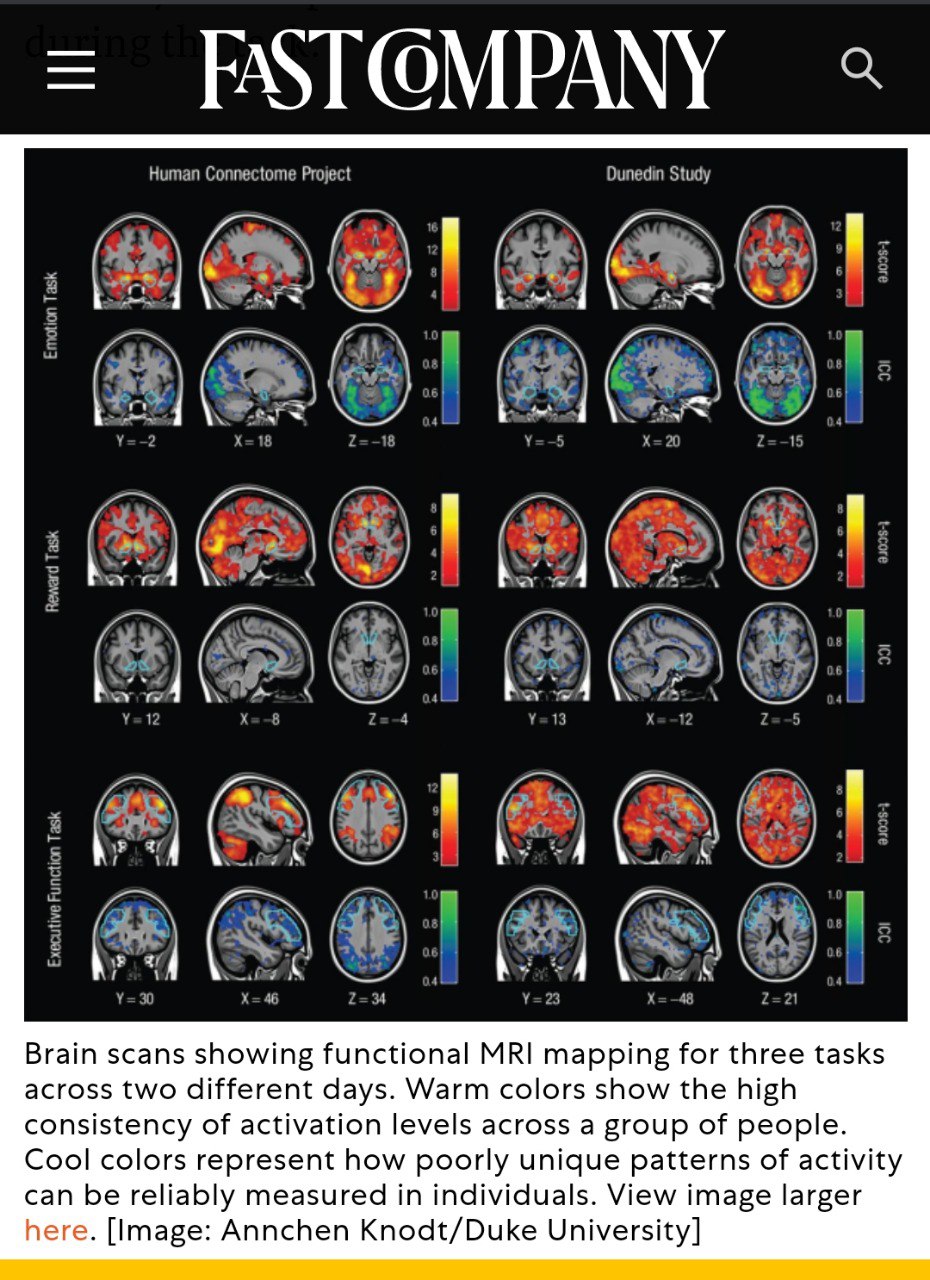 during the task.
FAST COMPANY
Human Connectome Project
Dunedin Study
Emotion Task
16
12
8
4
12
9
6
3
t-score
1.0
0.8
0.6
0.4
1.0
0.8
0.6
0.4
ICC
Y = –2
X = 18
Z = –18
Y = –5
X = 20
Z = –15
Reward Task
8
6
4
2
8
6
4
2
t-score
1.0
0.8
0.6
0.4
1.0
0.8
0.6
0.4
ICC
Y = 12
X = –8
Z = –4
Y = 13
X = –12
Z = –5
Executive Function Task
12
9
6
3
8
6
4
2
t-score
1.0
0.8
0.6
0.4
1.0
0.8
0.6
0.4
ICC
Y = 30
X = 46
Z = 34
Y = 23
X = –48
Z = 21
Brain scans showing functional MRI mapping for three tasks
across two different days. Warm colors show the high
consistency of activation levels across a group of people.
Cool colors represent how poorly unique patterns of activity
can be reliably measured in individuals. View image larger
here. [Image: Annchen Knodt/Duke University]